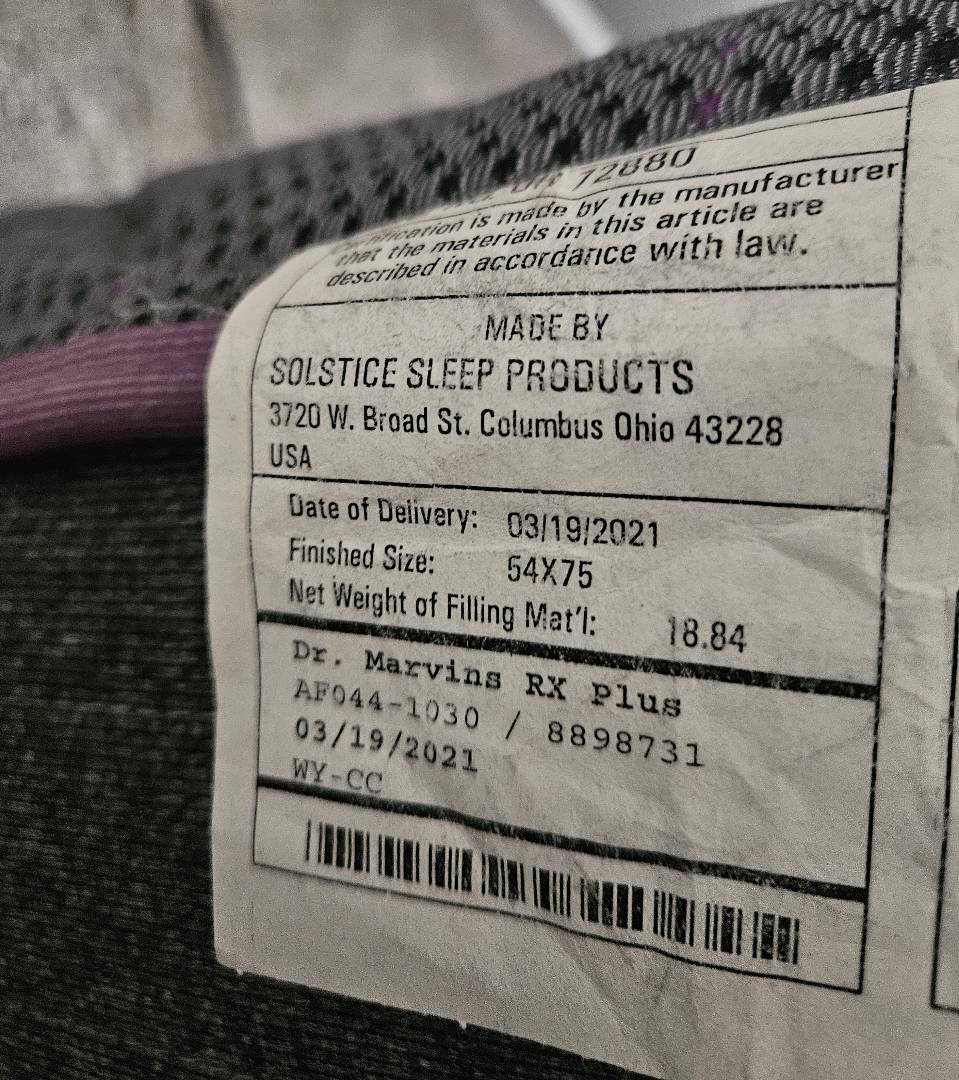 72880
is made by the manufacturer
that the materials in this article are
described in accordance with law.
MADE BY
SOLSTICE SLEEP PRODUCTS
3720 W. Broad St. Columbus Ohio 43228
USA
Date of Delivery: 03/19/2021
Finished Size: 54X75
Net Weight of Filling Mat'l: 18.84
Dr. Marvins RX Plus
AF044-1030 / 8898731
03/19/2021
WY-CC